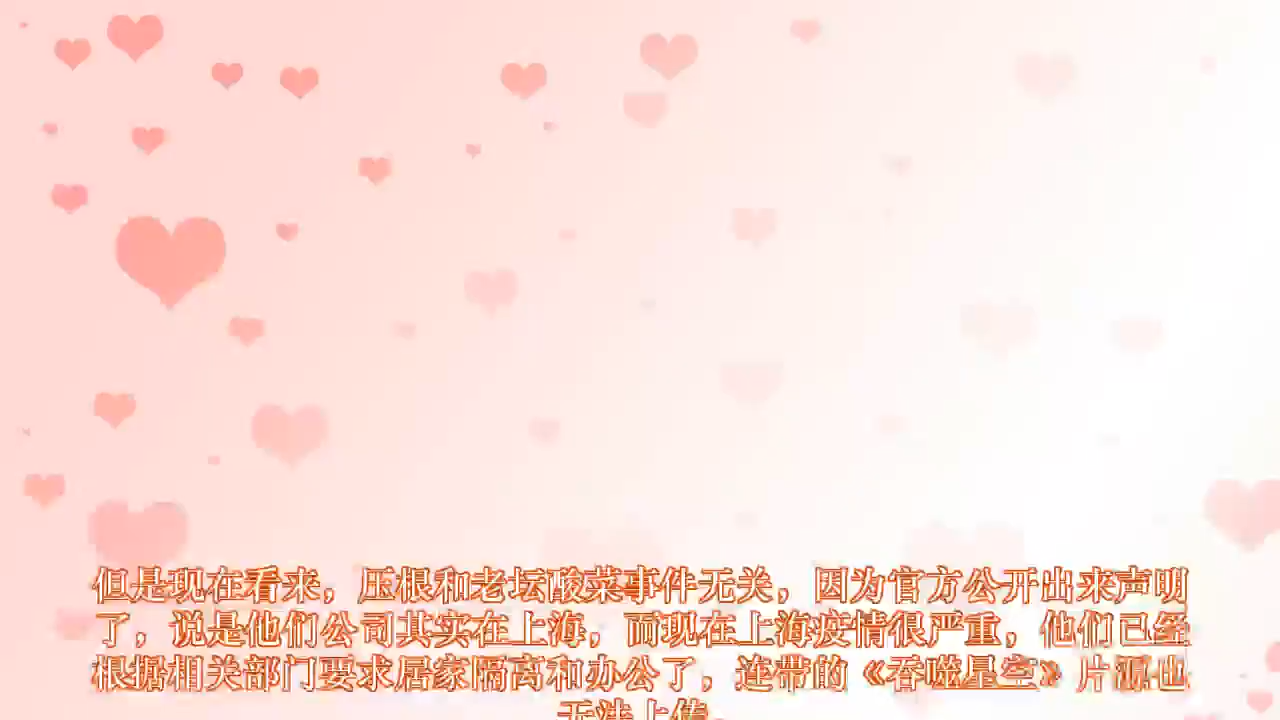 但是现在看来，压根和老坛酸菜事件无关，因为官方公开出来声明
了，说是他们公司其实在上海，而现在上海疫情很严重，他们已经
根据相关部门要求居家隔离和办公了，连带的《吞噬星空》片源也
无法上传。